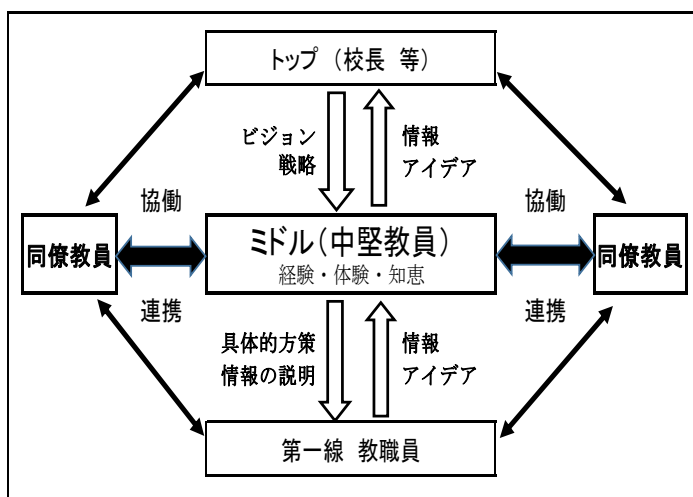 トップ（校長 等）
ビジョン
戦略
情報
アイデア
協働
協働
同僚教員
ミドル（中堅教員）
経験・体験・知恵
同僚教員
連携
連携
具体的方策
情報の説明
情報
アイデア
第一線 教職員